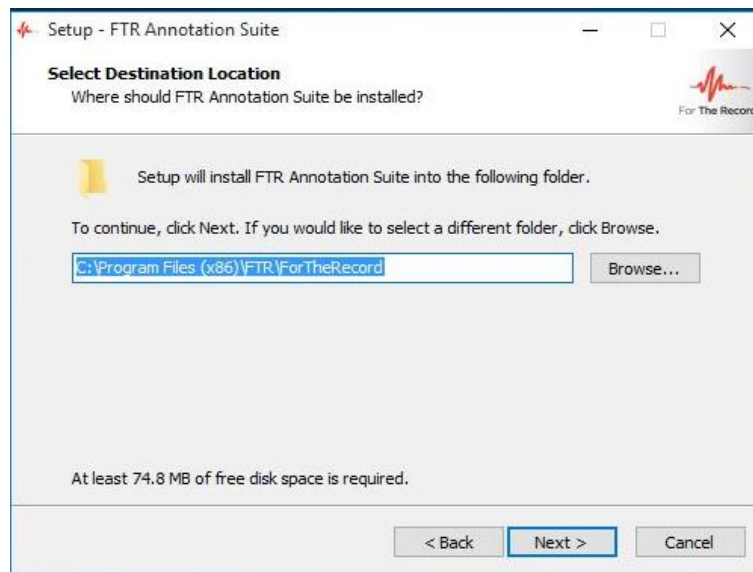 Setup - FTR Annotation Suite
Select Destination Location
Where should FTR Annotation Suite be installed?
For The Record
Setup will install FTR Annotation Suite into the following folder.
To continue, click Next. If you would like to select a different folder, click Browse.
C:\Program Files (x86)\FTR\ForTheRecord
Browse...
At least 74.8 MB of free disk space is required.
< Back
Next >
Cancel